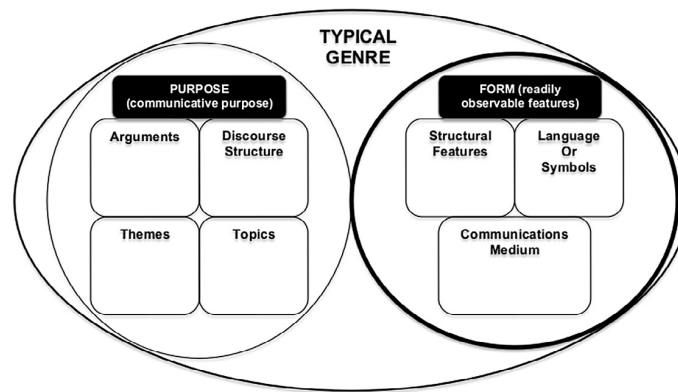 TYPICAL
GENRE
PURPOSE
(communicative purpose)
Arguments
Discourse
Structure
Themes
Topics
FORM (readily
observable features)
Structural
Features
Language
Or
Symbols
Communications
Medium